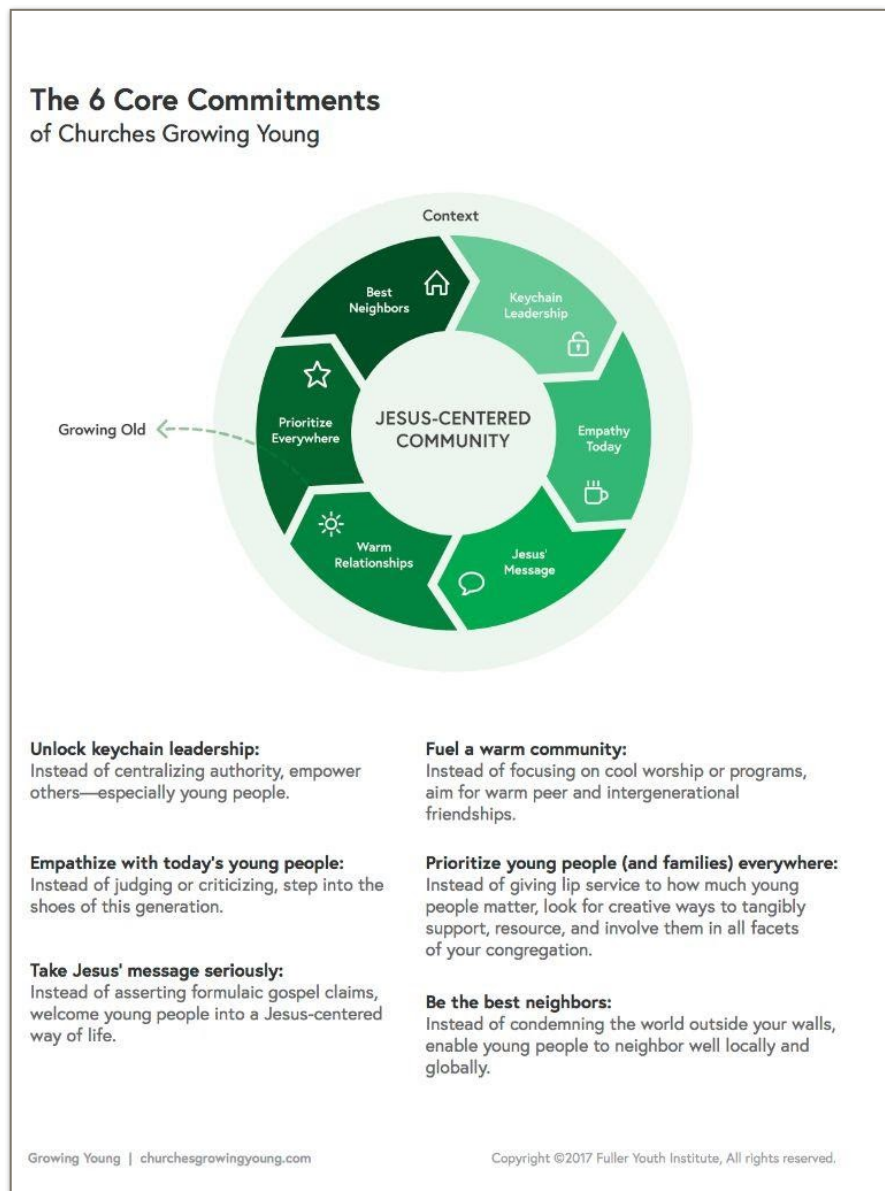 The 6 Core Commitments
of Churches Growing Young
Context
Best
Neighbors
Keychain
Leadership
Prioritize
Everywhere
JESUS-CENTERED
COMMUNITY
Empathy
Today
Growing Old
Warm
Relationships
Jesus'
Message
Unlock keychain leadership:
Instead of centralizing authority, empower
others—especially young people.
Empathize with today's young people:
Instead of judging or criticizing, step into the
shoes of this generation.
Take Jesus' message seriously:
Instead of asserting formulaic gospel claims,
welcome young people into a Jesus-centered
way of life.
Fuel a warm community:
Instead of focusing on cool worship or programs,
aim for warm peer and intergenerational
friendships.
Prioritize young people (and families) everywhere:
Instead of giving lip service to how much young
people matter, look for creative ways to tangibly
support, resource, and involve them in all facets
of your congregation.
Be the best neighbors:
Instead of condemning the world outside your walls,
enable young people to neighbor well locally and
globally.
Growing Young | churchesgrowingyoung.com
Copyright ©2017 Fuller Youth Institute, All rights reserved.